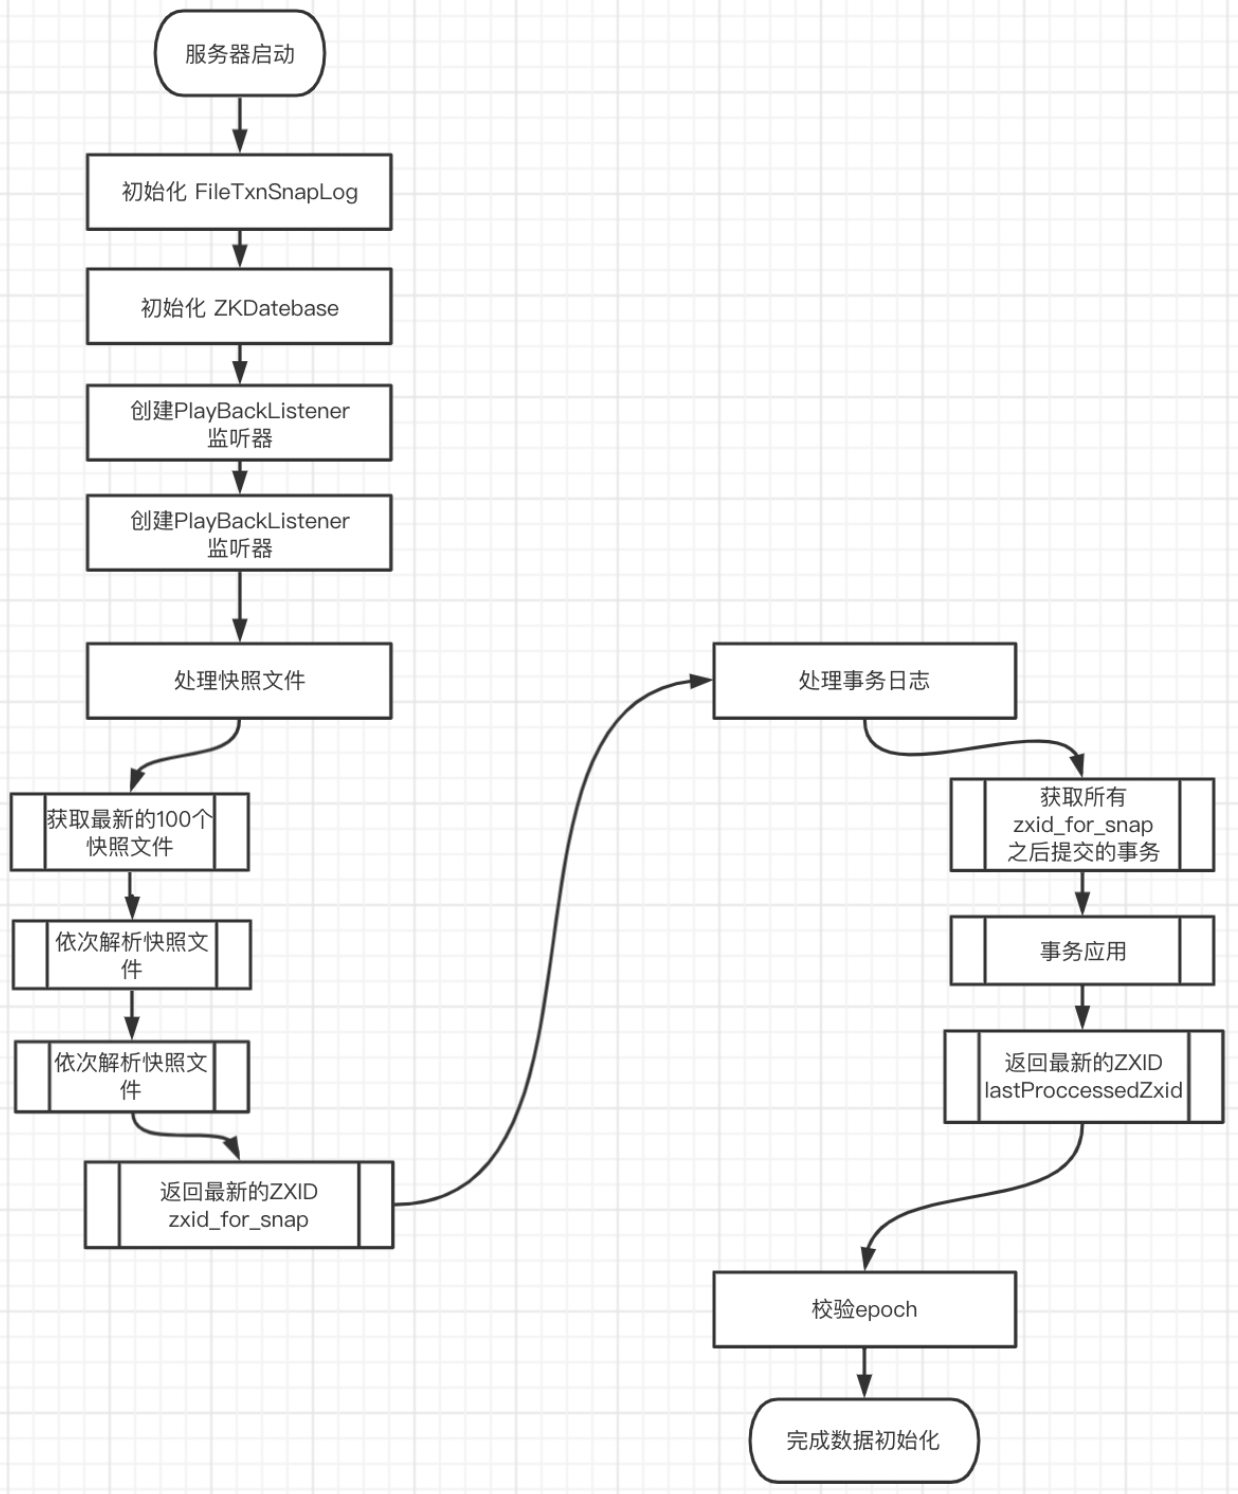 服务器启动
初始化 FileTxnSnapLog
初始化 ZKDatebase
创建PlayBackListener
监听器
创建PlayBackListener
监听器
处理快照文件
获取最新的100个
快照文件
依次解析快照文
件
依次解析快照文
件
返回最新的ZXID
zxid_for_snap
处理事务日志
获取所有
zxid_for_snap
之后提交的事务
事务应用
返回最新的ZXID
lastProccessedZxid
校验epoch
完成数据初始化